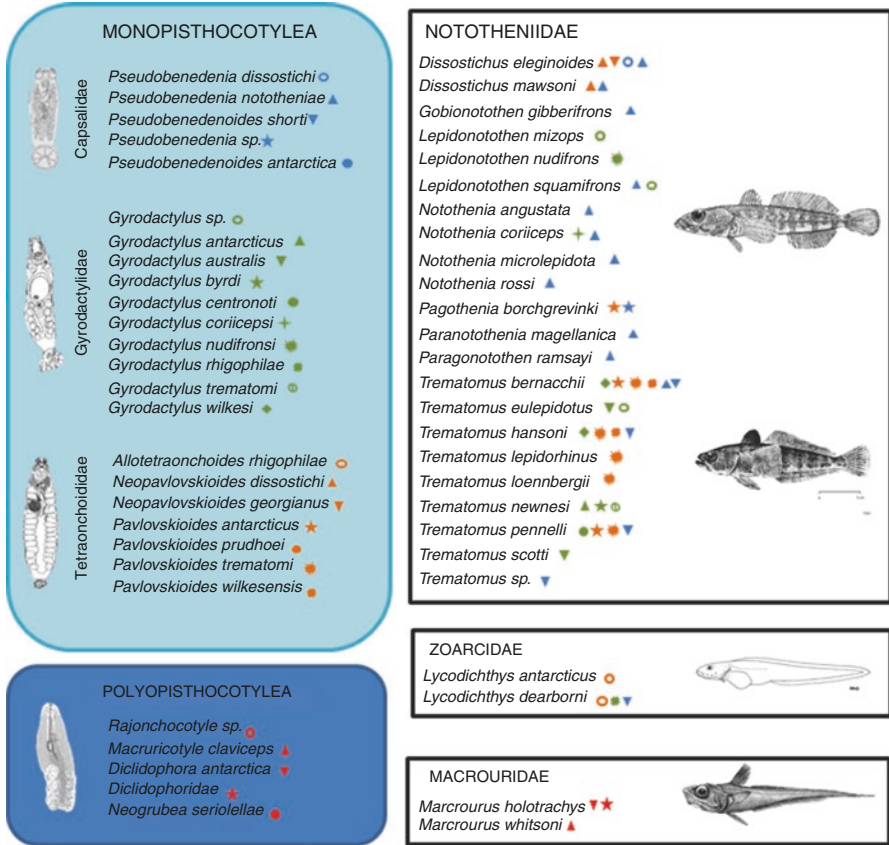 MONOPISTHOCOTYLEA
Capsalidae
Pseudobenedenia dissostichi
Pseudobenedenia nototheniae
Pseudobenedenoides shorti
Pseudobenedenia sp.
Pseudobenedenoides antarctica
Gyrodactylidae
Gyrodactylus sp.
Gyrodactylus antarcticus
Gyrodactylus australis
Gyrodactylus byrdi
Gyrodactylus centronoti
Gyrodactylus coriicepsi
Gyrodactylus nudifronsi
Gyrodactylus rhigophilae
Gyrodactylus trematomi
Gyrodactylus wilkesi
Tetraonchoididae
Allotetraonchoides rhigophilae
Neopavlovskioides dissostichi
Neopavlovskioides georgianus
Pavlovskioides antarcticus
Pavlovskioides prudhoei
Pavlovskioides trematomi
Pavlovskioides wilkesensis
POLYOPISTHOCOTYLEA
Rajonchocotyle sp.
Macruricotyle claviceps
Diclidophora antarctica
Diclidophoridae
Neogrubea seriolellae
NOTOTHENIIDAE
Dissostichus eleginoides
Dissostichus mawsoni
Gobionotothen gibberifrons
Lepidonotothen mizops
Lepidonotothen nudifrons
Lepidonotothen squamifrons
Notothenia angustata
Notothenia coriiceps
Notothenia microlepidota
Notothenia rossi
Pagothenia borchgrevinki
Paranotothenia magellanica
Paragonotothen ramsayi
Trematomus bernacchii
Trematomus eulepidotus
Trematomus hansoni
Trematomus lepidorhinus
Trematomus loennbergii
Trematomus newnesi
Trematomus pennelli
Trematomus scotti
Trematomus sp.
ZOARCIDAE
Lycodichthys antarcticus
Lycodichthys dearborni
MACROURIDAE
Marcrourus holotrachys
Marcrourus whitsoni